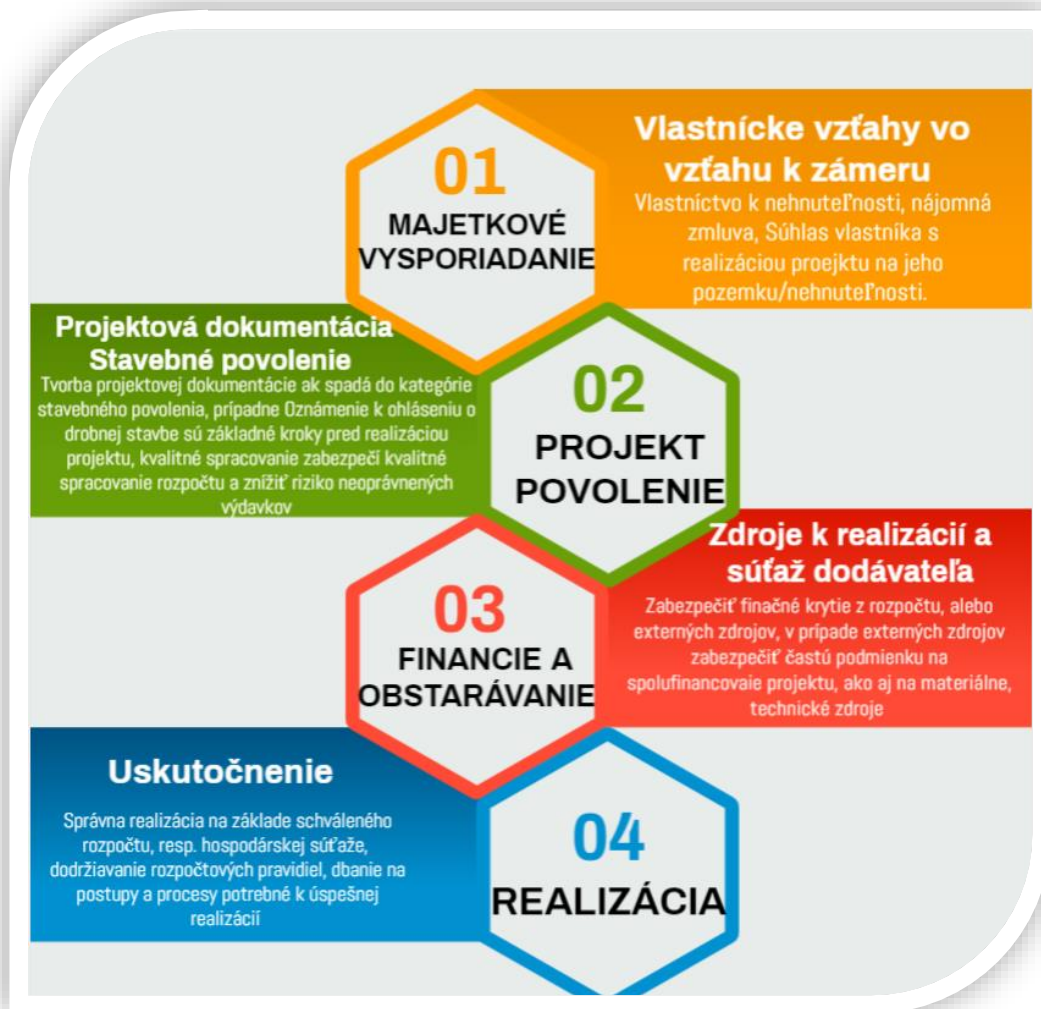 01
MAJETKOVÉ
VYSPORIADANIE
Vlastnícke vzťahy vo
vzťahu k zámeru
Vlastníctvo k nehnuteľnosti, nájomná
zmluva, Súhlas vlastníka s
realizáciou proejktu na jeho
pozemku/nehnuteľnosti.
Projektová dokumentácia
Stavebné povolenie
Tvorba projektovej dokumentácie ak spadá do kategórie
stavebného povolenia, prípadne Oznámenie k ohláseniu o
drobnej stavbe sú základné kroky pred realizáciou
projektu, kvalitné spracovanie zabezpečí kvalitné
spracovanie rozpočtu a znížiť riziko neoprávnených
výdavkov
02
PROJEKT
POVOLENIE
03
FINANCIE A
OBSTARÁVANIE
Zdroje k realizácií a
súťaž dodávateľa
Zabezpečiť finačné krytie z rozpočtu, alebo
externých zdrojov, v prípade externých zdrojov
zabezpečiť častú podmienku na
spolufinancovaie projektu, ako aj na materiálne,
technické zdroje
Uskutočnenie
Správna realizácia na základe schváleného
rozpočtu, resp. hospodárskej súťaže,
dodržiavanie rozpočtových pravidiel, dbanie na
postupy a procesy potrebné k úspešnej
realizácií
04
REALIZÁCIA